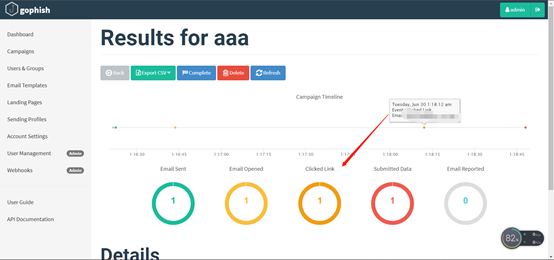 gophish
admin
Dashboard
Campaigns
Users & Groups
Email Templates
Landing Pages
Sending Profiles
Account Settings
User Management Admin
Webhooks Admin
User Guide
API Documentation
Results for aaa
Back Export CSV Complete Delete Refresh
Campaign Timeline
Tuesday, Jun 30 1:18:12 am
Event: Clicked Link
Email:
1:16:30 1:16:45 1:17:00 1:17:15 1:17:30 1:17:45 1:18:00 1:18:15 1:18:30 1:18:45
Email Sent Email Opened Clicked Link Submitted Data Email Reported
1 1 1 1 0
Details
82%